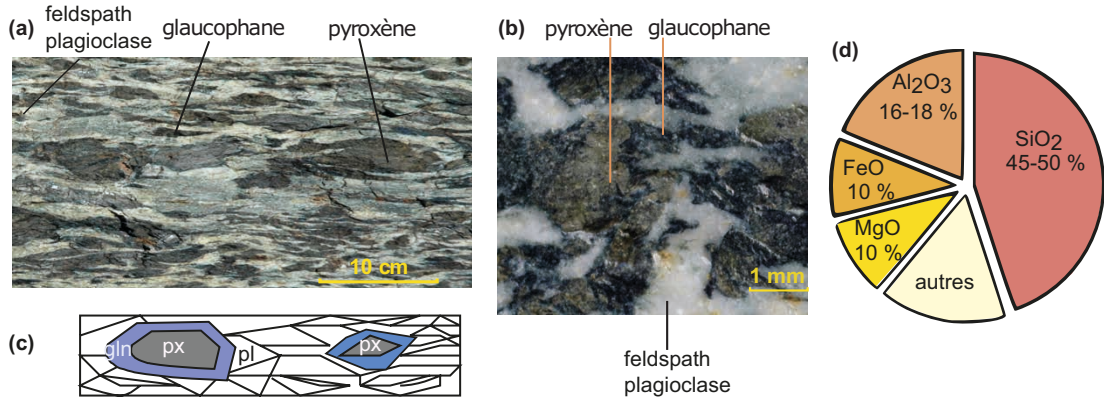 (a)
feldspath
plagioclase
glaucophane
pyroxène
10 cm
(b)
pyroxène
glaucophane
1 mm
feldspath
plagioclase
(c)
gln
px
pl
px
(d)
Al2O3
16-18 %
SiO2
45-50 %
FeO
10 %
MgO
10 %
autres